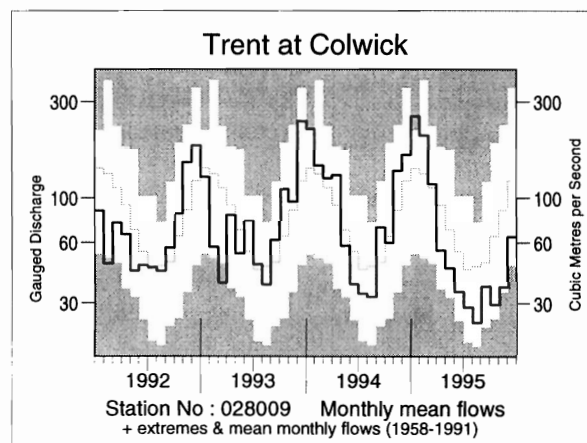 Trent at Colwick
300
100
60
30
Gauged Discharge
300
100
60
30
Cubic Metres per Second
1992 1993 1994 1995
Station No : 028009 Monthly mean flows
+ extremes & mean monthly flows (1958-1991)